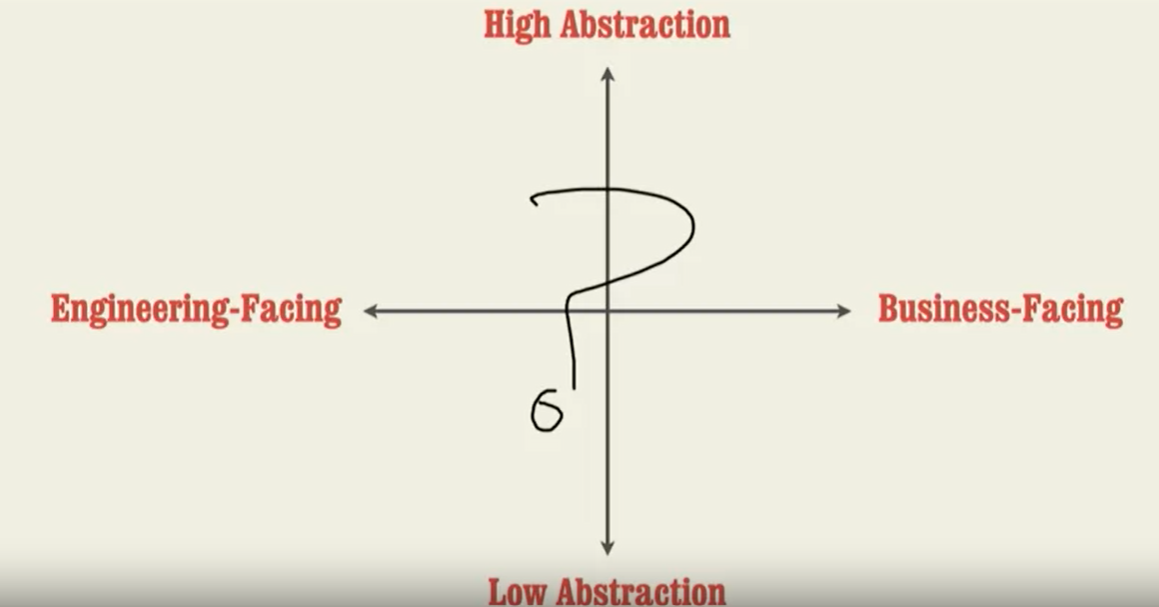 High Abstraction
Engineering-Facing
Business-Facing
?
Low Abstraction